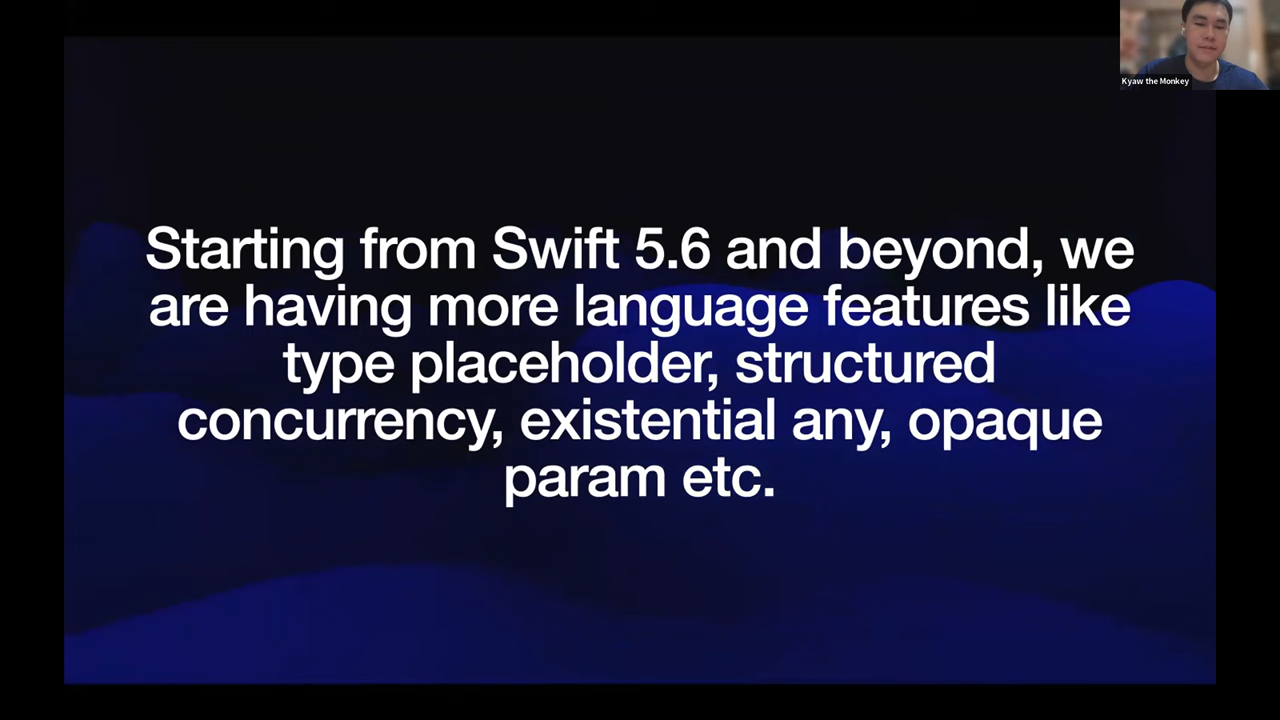 Kyaw the Monkey
Starting from Swift 5.6 and beyond, we
are having more language features like
type placeholder, structured
concurrency, existential any, opaque
param etc.